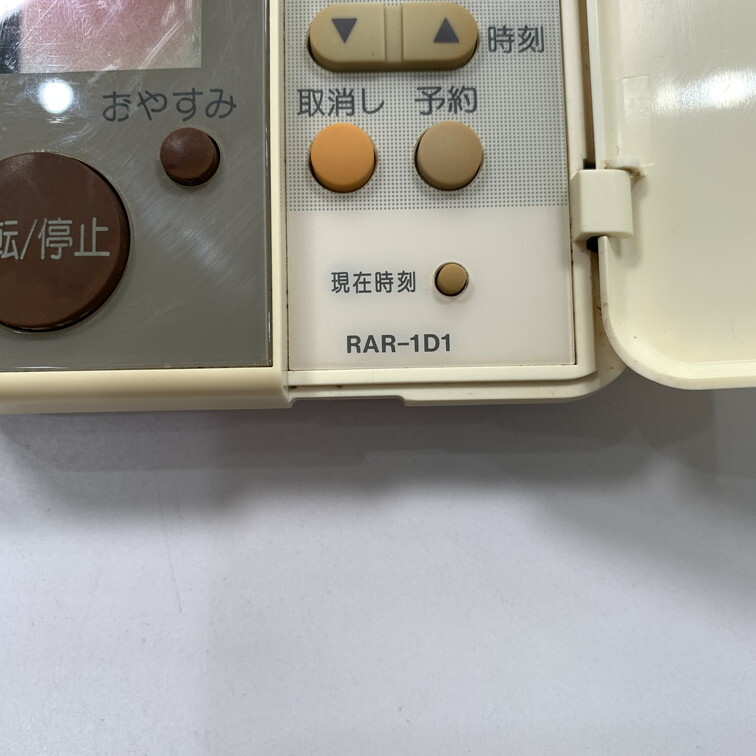 ▼ ▲ 時刻
おやすみ
取消し 予約
転/停止
現在時刻
RAR-1D1